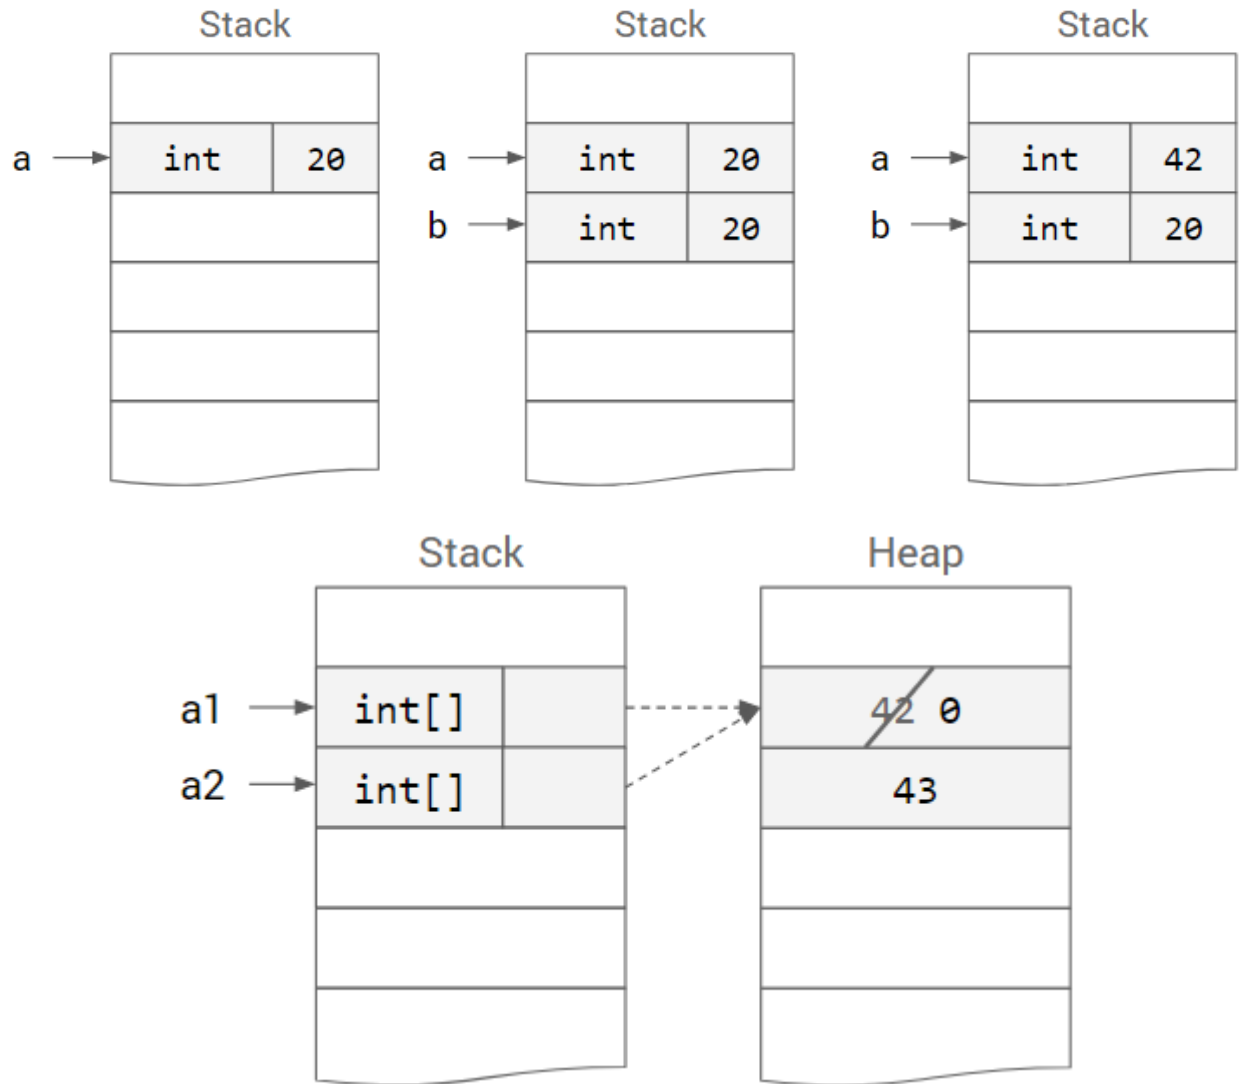 Stack Stack Stack
a int 20 a int 20 a int 42
b int 20 b int 20
Stack Heap
a1 int[] 42 0
a2 int[] 43